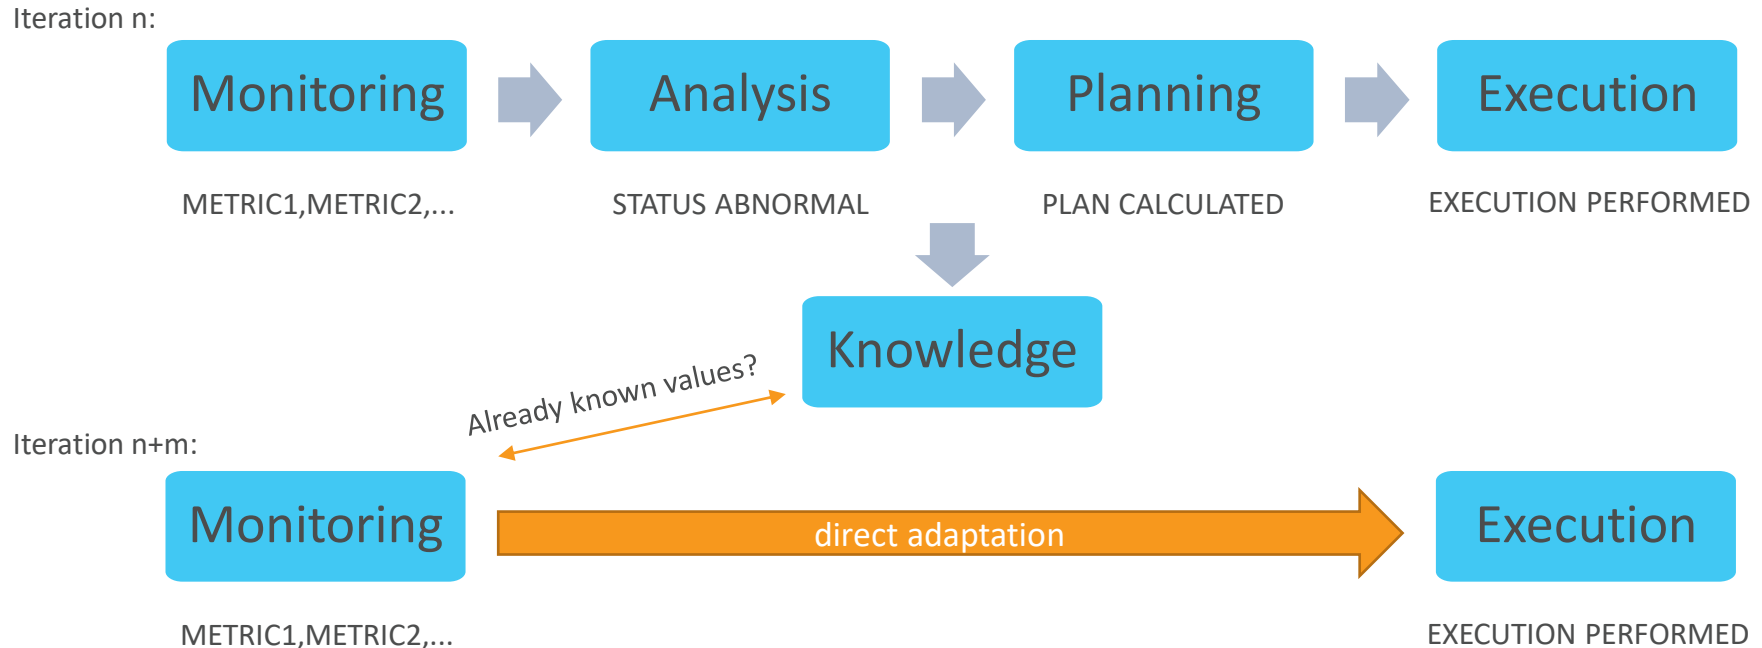 Iteration n:
Monitoring
Analysis
Planning
Execution
METRIC1,METRIC2,...
STATUS ABNORMAL
PLAN CALCULATED
EXECUTION PERFORMED
Knowledge
Already known values?
Iteration n+m:
Monitoring
direct adaptation
Execution
METRIC1,METRIC2,...
EXECUTION PERFORMED